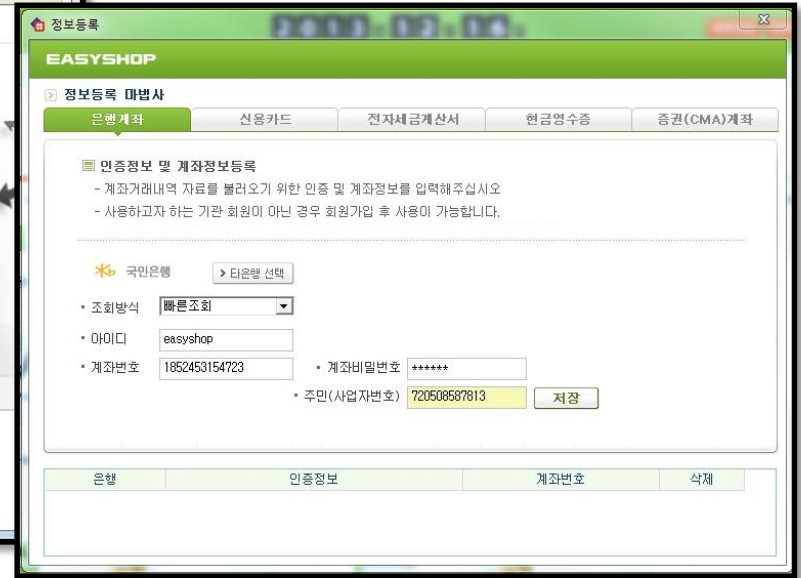 정보등록
2013 12 16
EASYSHOP
정보등록 마법사
은행계좌 신용카드 전자세금계산서 현금영수증 증권(CMA)계좌
인증정보 및 계좌정보등록
- 계좌거래내역 자료를 불러오기 위한 인증 및 계좌정보를 입력해주십시오
- 사용하고자 하는 기관 회원이 아닌 경우 회원가입 후 사용이 가능합니다.
국민은행 > 타은행 선택
• 조회방식 빠른조회
• 아이디 easyshop
• 계좌번호 1852453154723 • 계좌비밀번호 ******
• 주민(사업자번호) 720508587813 저장
은행 인증정보 계좌번호 삭제